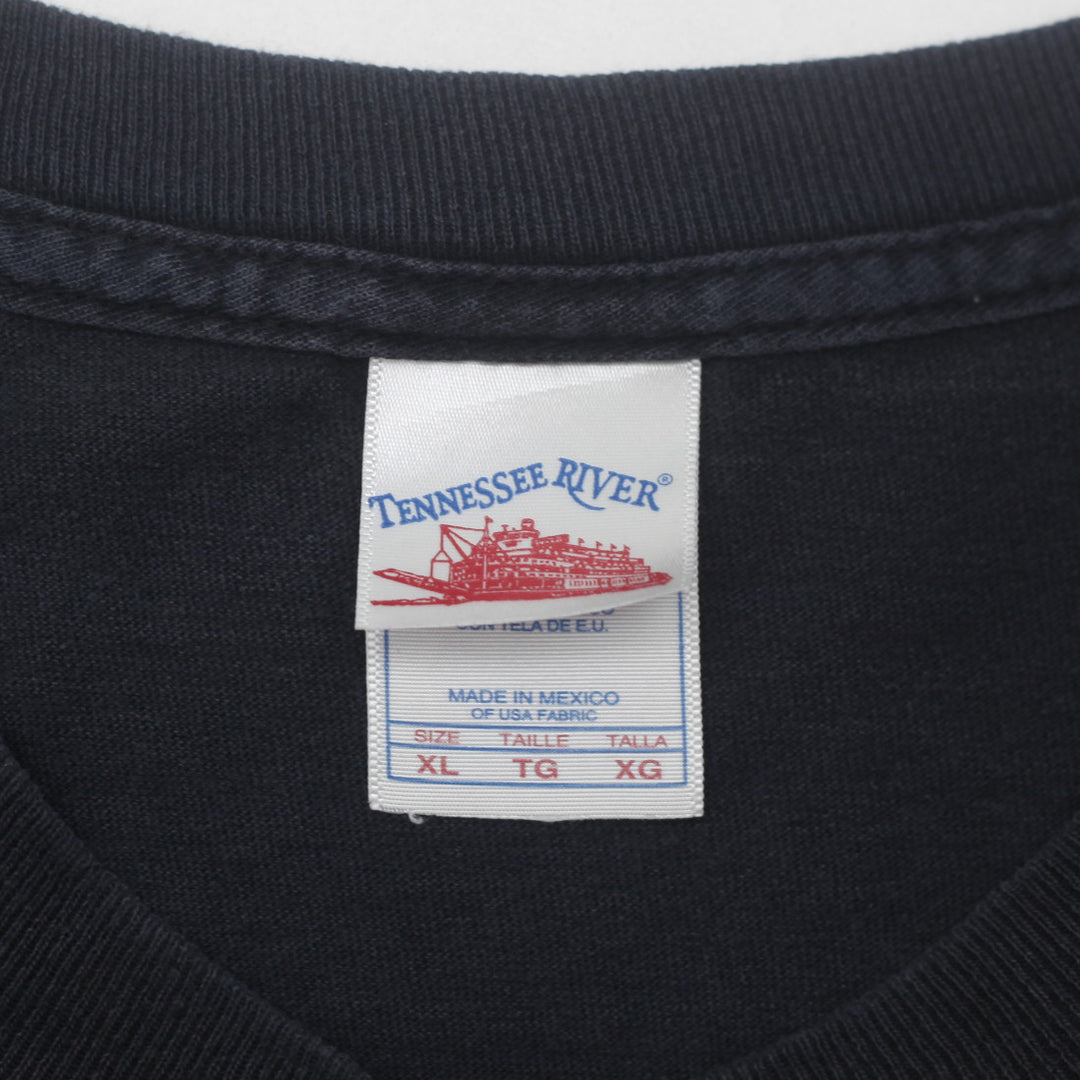 TENNESSEE RIVER®
CON TELA DE E.U.
MADE IN MEXICO
OF USA FABRIC
SIZE TAILLE TALLA
XL TG XG